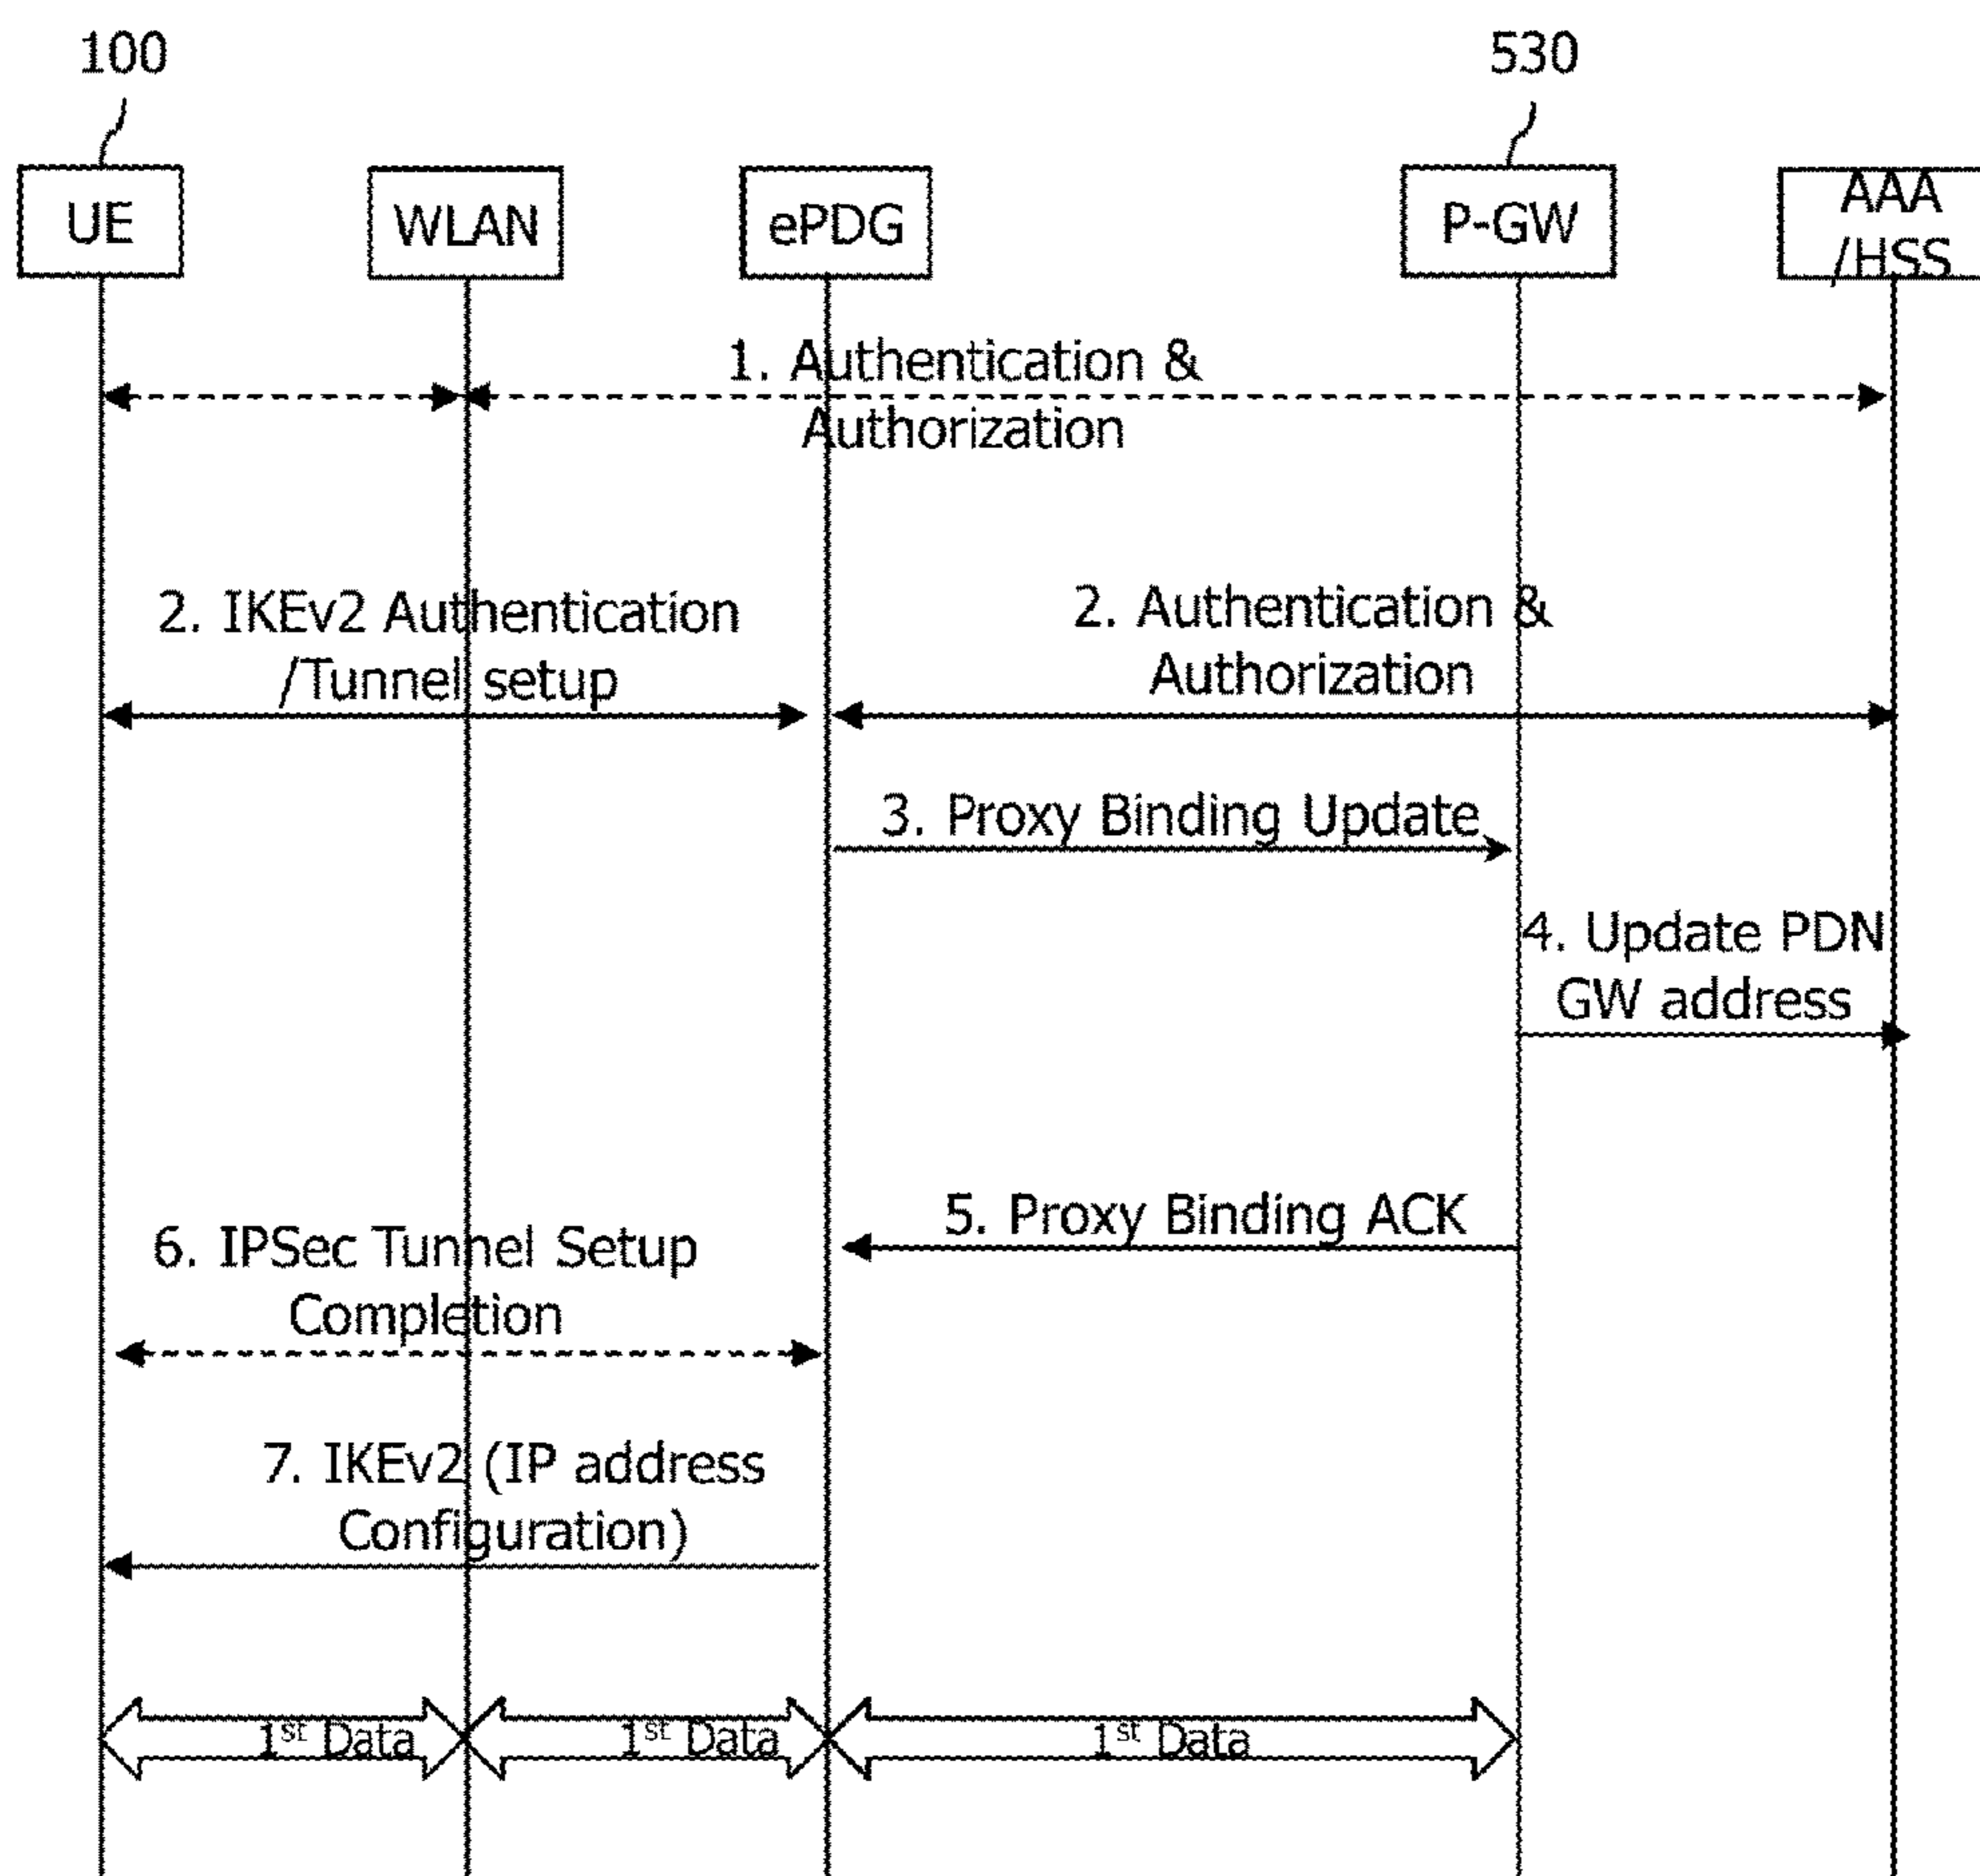 100
530
UE
WLAN
ePDG
P-GW
AAA
/HSS
1. Authentication &
Authorization
2. IKEv2 Authentication
/Tunnel setup
2. Authentication &
Authorization
3. Proxy Binding Update
4. Update PDN
GW address
5. Proxy Binding ACK
6. IPSec Tunnel Setup
Completion
7. IKEv2 (IP address
Configuration)
1st Data
1st Data
1st Data